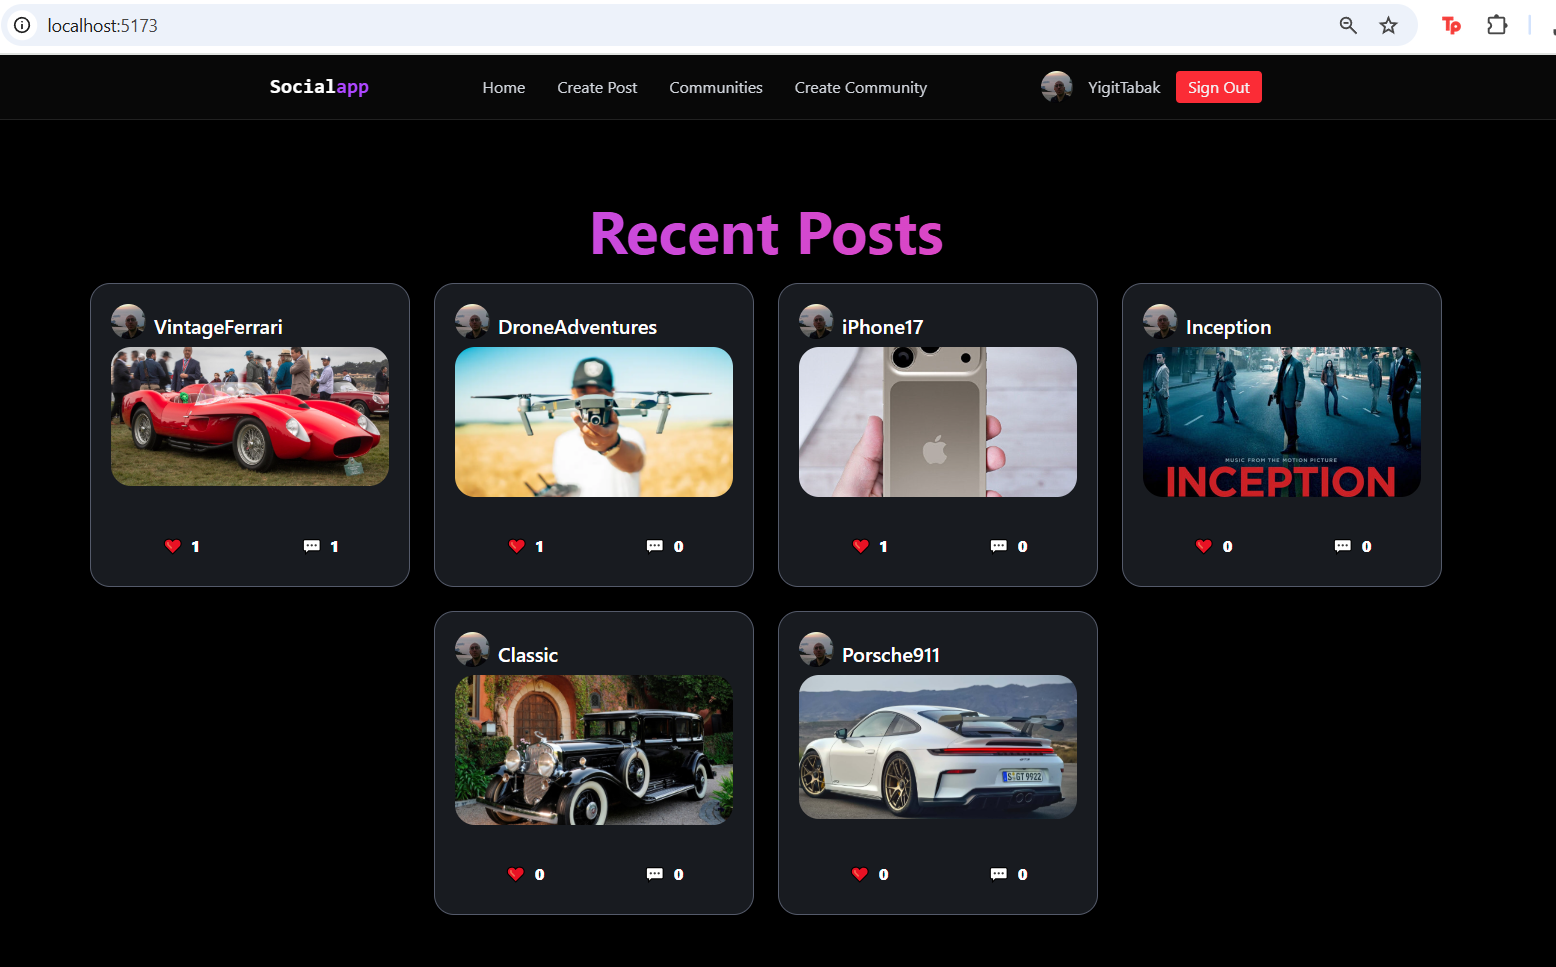 localhost:5173
Tp
Socialapp Home Create Post Communities Create Community YigitTabak Sign Out
Recent Posts
VintageFerrari DroneAdventures iPhone17 Inception
MUSIC FROM THE MOTION PICTURE
INCEPTION
1 1 1 0 1 0 0 0
Classic Porsche911
S·GT 9922
0 0 0 0